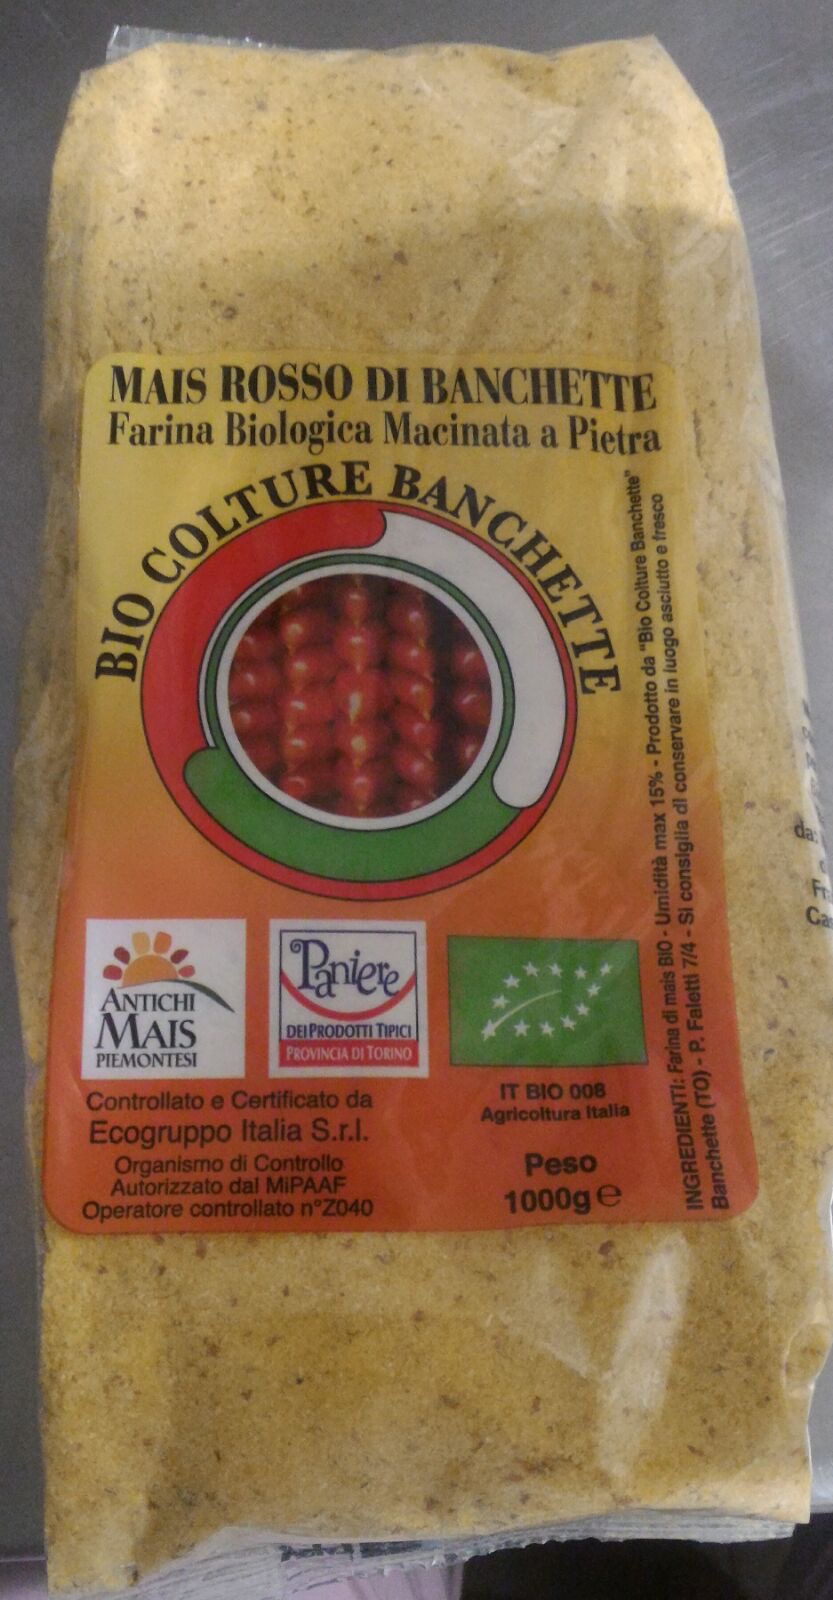 MAIS ROSSO DI BANCHETTE
Farina Biologica Macinata a Pietra
BIO COLTURE BANCHETTE
ANTICHI
MAIS
PIEMONTESI
Paniere
DEI PRODOTTI TIPICI
PROVINCIA DI TORINO
Controllato e Certificato da
Ecogruppo Italia S.r.l.
Organismo di Controllo
Autorizzato dal MiPAAF
Operatore controllato n°Z040
IT BIO 008
Agricoltura Italia
Peso
1000g e
INGREDIENTI: Farina di mais BIO - Umidità max 15% - Prodotto da "Bio Colture Banchette"
Banchette (TO) - P. Faletti 7/4 - Si consiglia di conservare in luogo asciutto e fresco